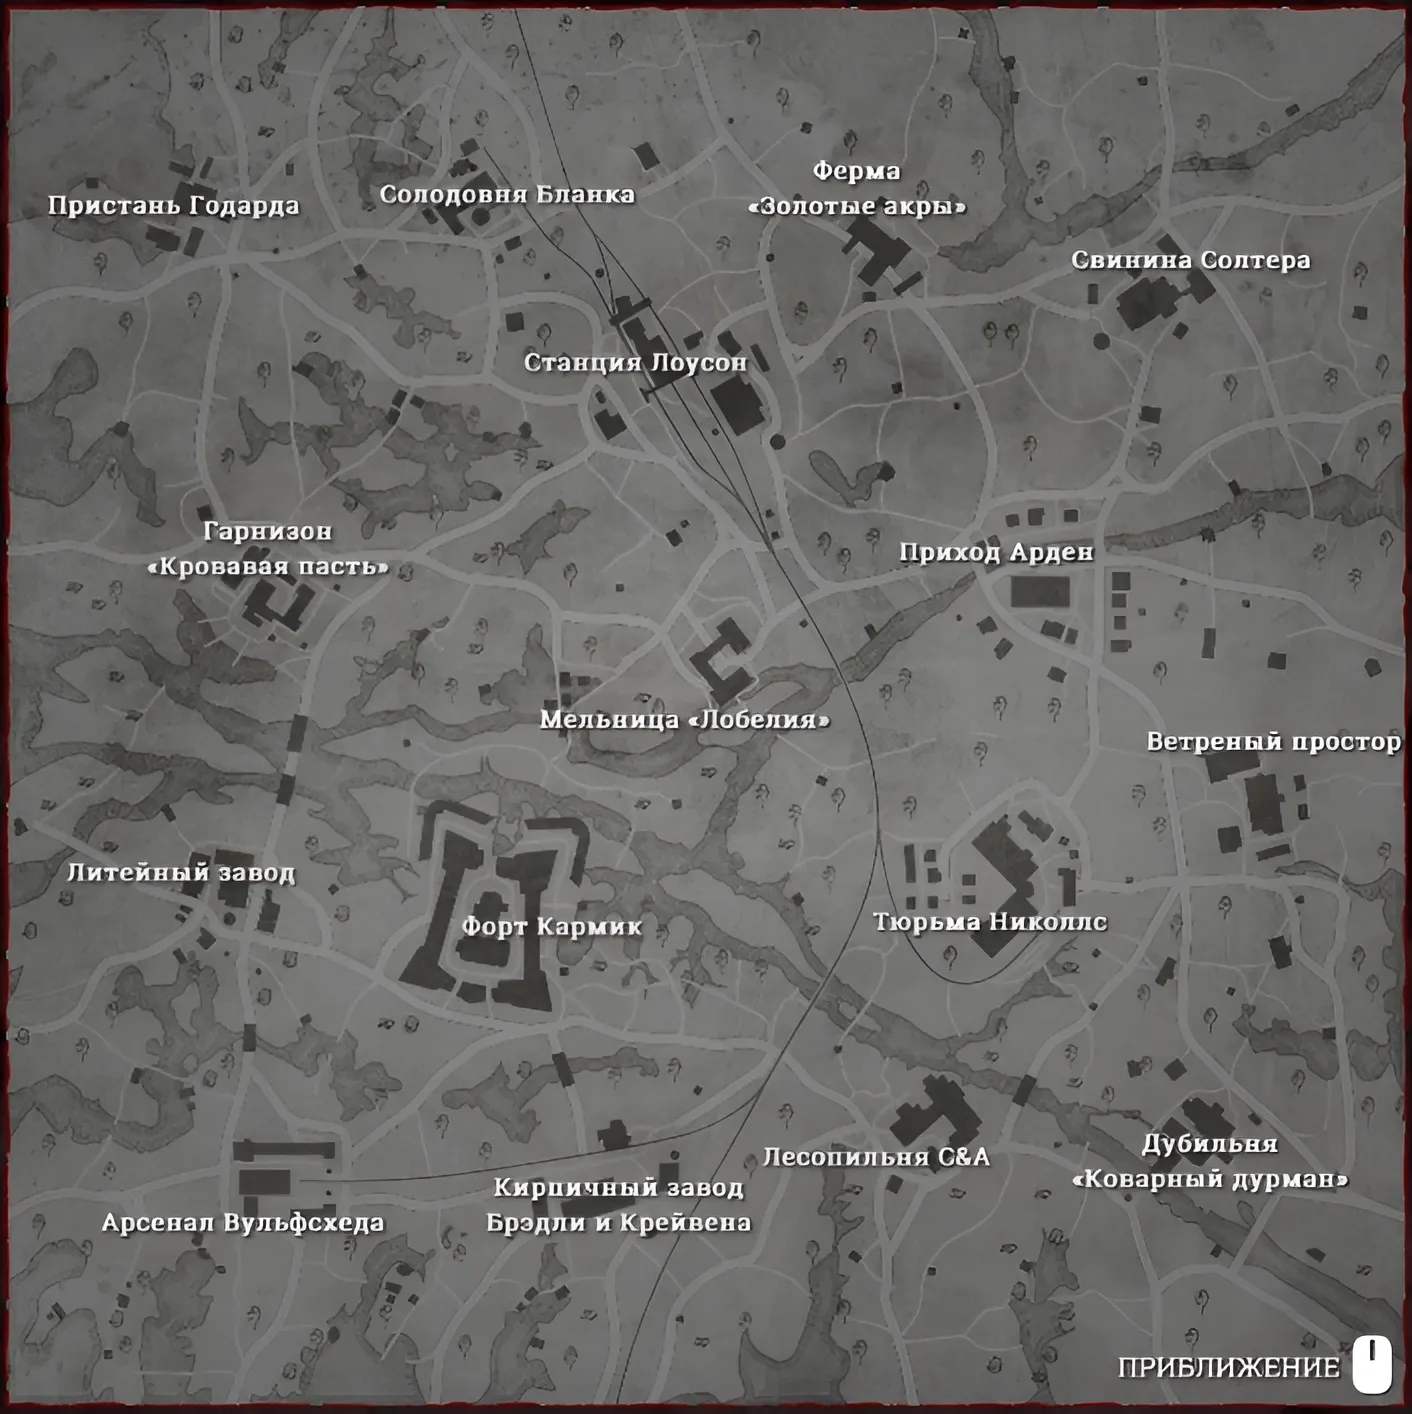 Ферма
«Золотые акры»
Пристань Годарда
Солодовня Бланка
Свинина Солтера
Станция Лоусон
Гарнизон
«Кровавая пасть»
Приход Арден
Мельница «Лобелия»
Ветреный простор
Литейный завод
Форт Кармик
Тюрьма Николлс
Лесопильня С&А
Дубильня
«Коварный дурман»
Кирпичный завод
Брэдли и Крейвена
Арсенал Вульфсхеда
ПРИБЛИЖЕНИЕ